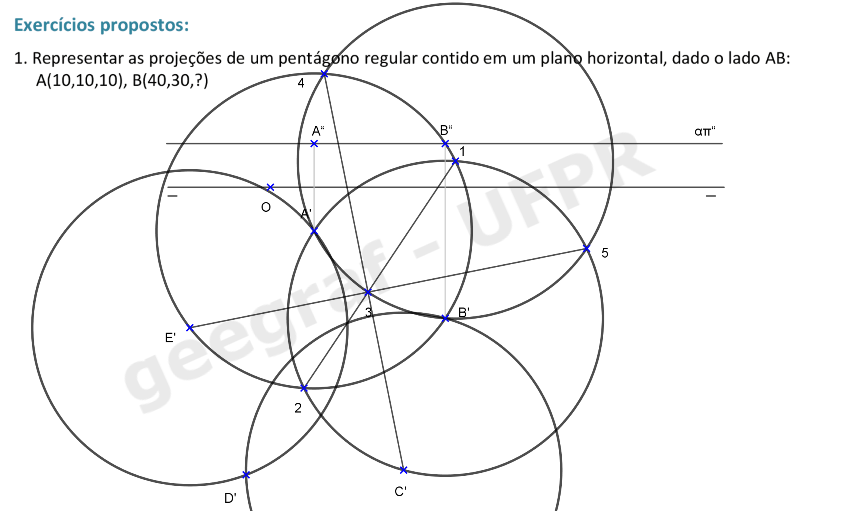 Exercícios propostos:
1. Representar as projeções de um pentágono regular contido em um plano horizontal, dado o lado AB:
A(10,10,10), B(40,30,?)
4
A“ B“ απ“
1
O A'
5
3 B'
E'
2
D' C'
geegraf - UFPR